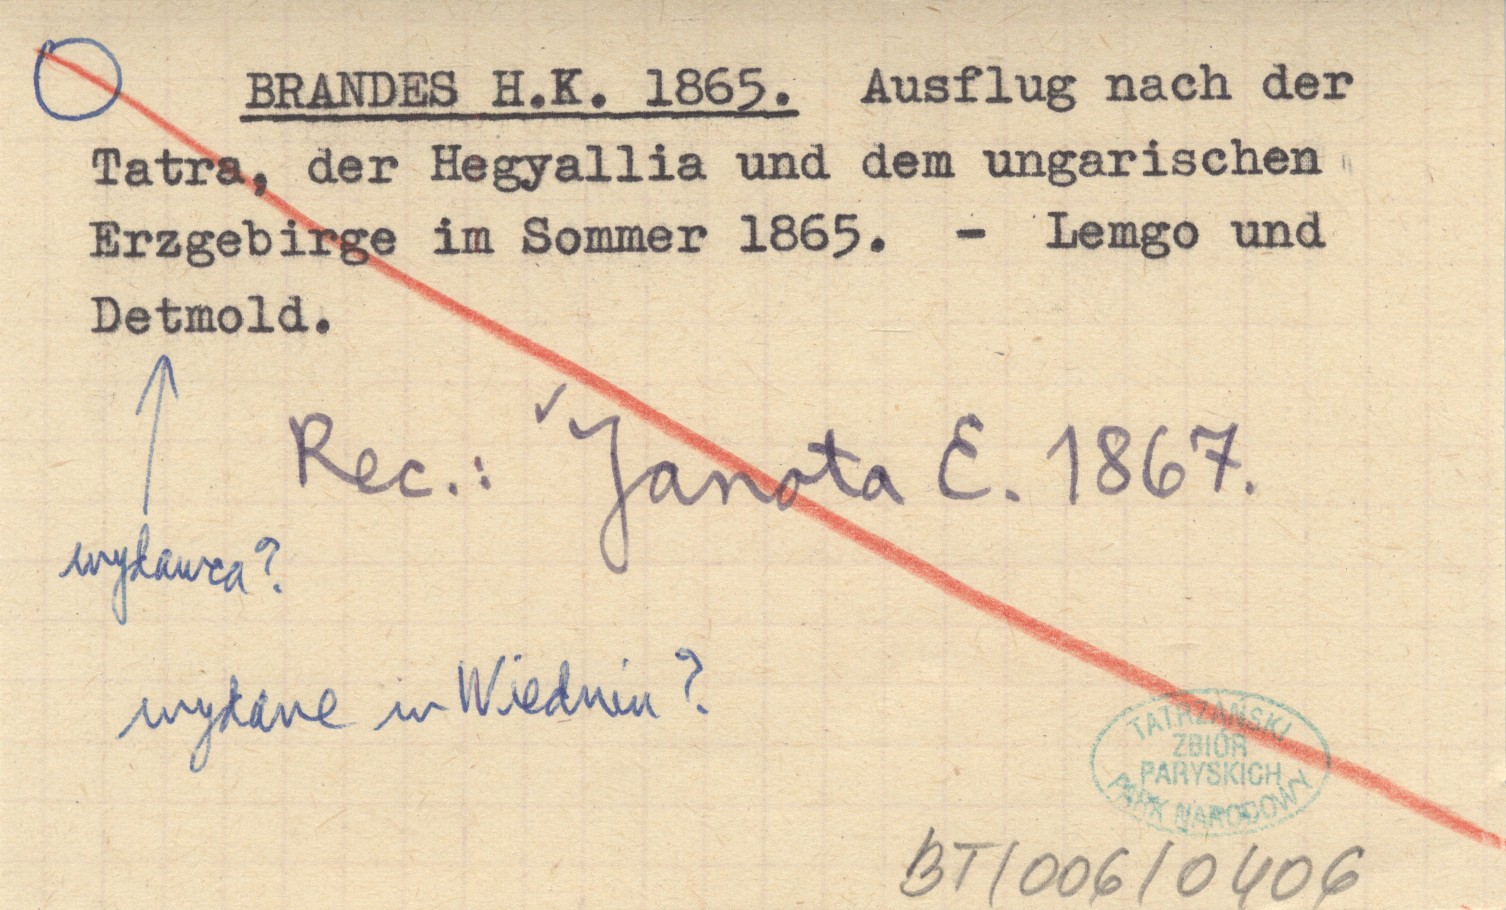 BRANDES H.K. 1865. Ausflug nach der
Tatra, der Hegyallia und dem ungarischen
Erzgebirge im Sommer 1865. - Lemgo und
Detmold.
Rec.: Janota E. 1867.
wydawca?
wydane w Wiedniu?
TATRZAŃSKI
ZBIÓR
PARYSKICH
PARK NARODOWY
BT/006/0406